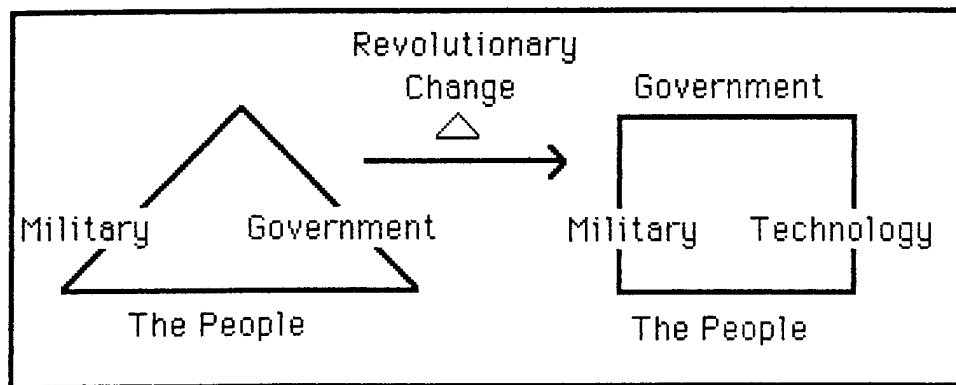 Revolutionary
Change
Government
Military
Government
Military
Technology
The People
The People